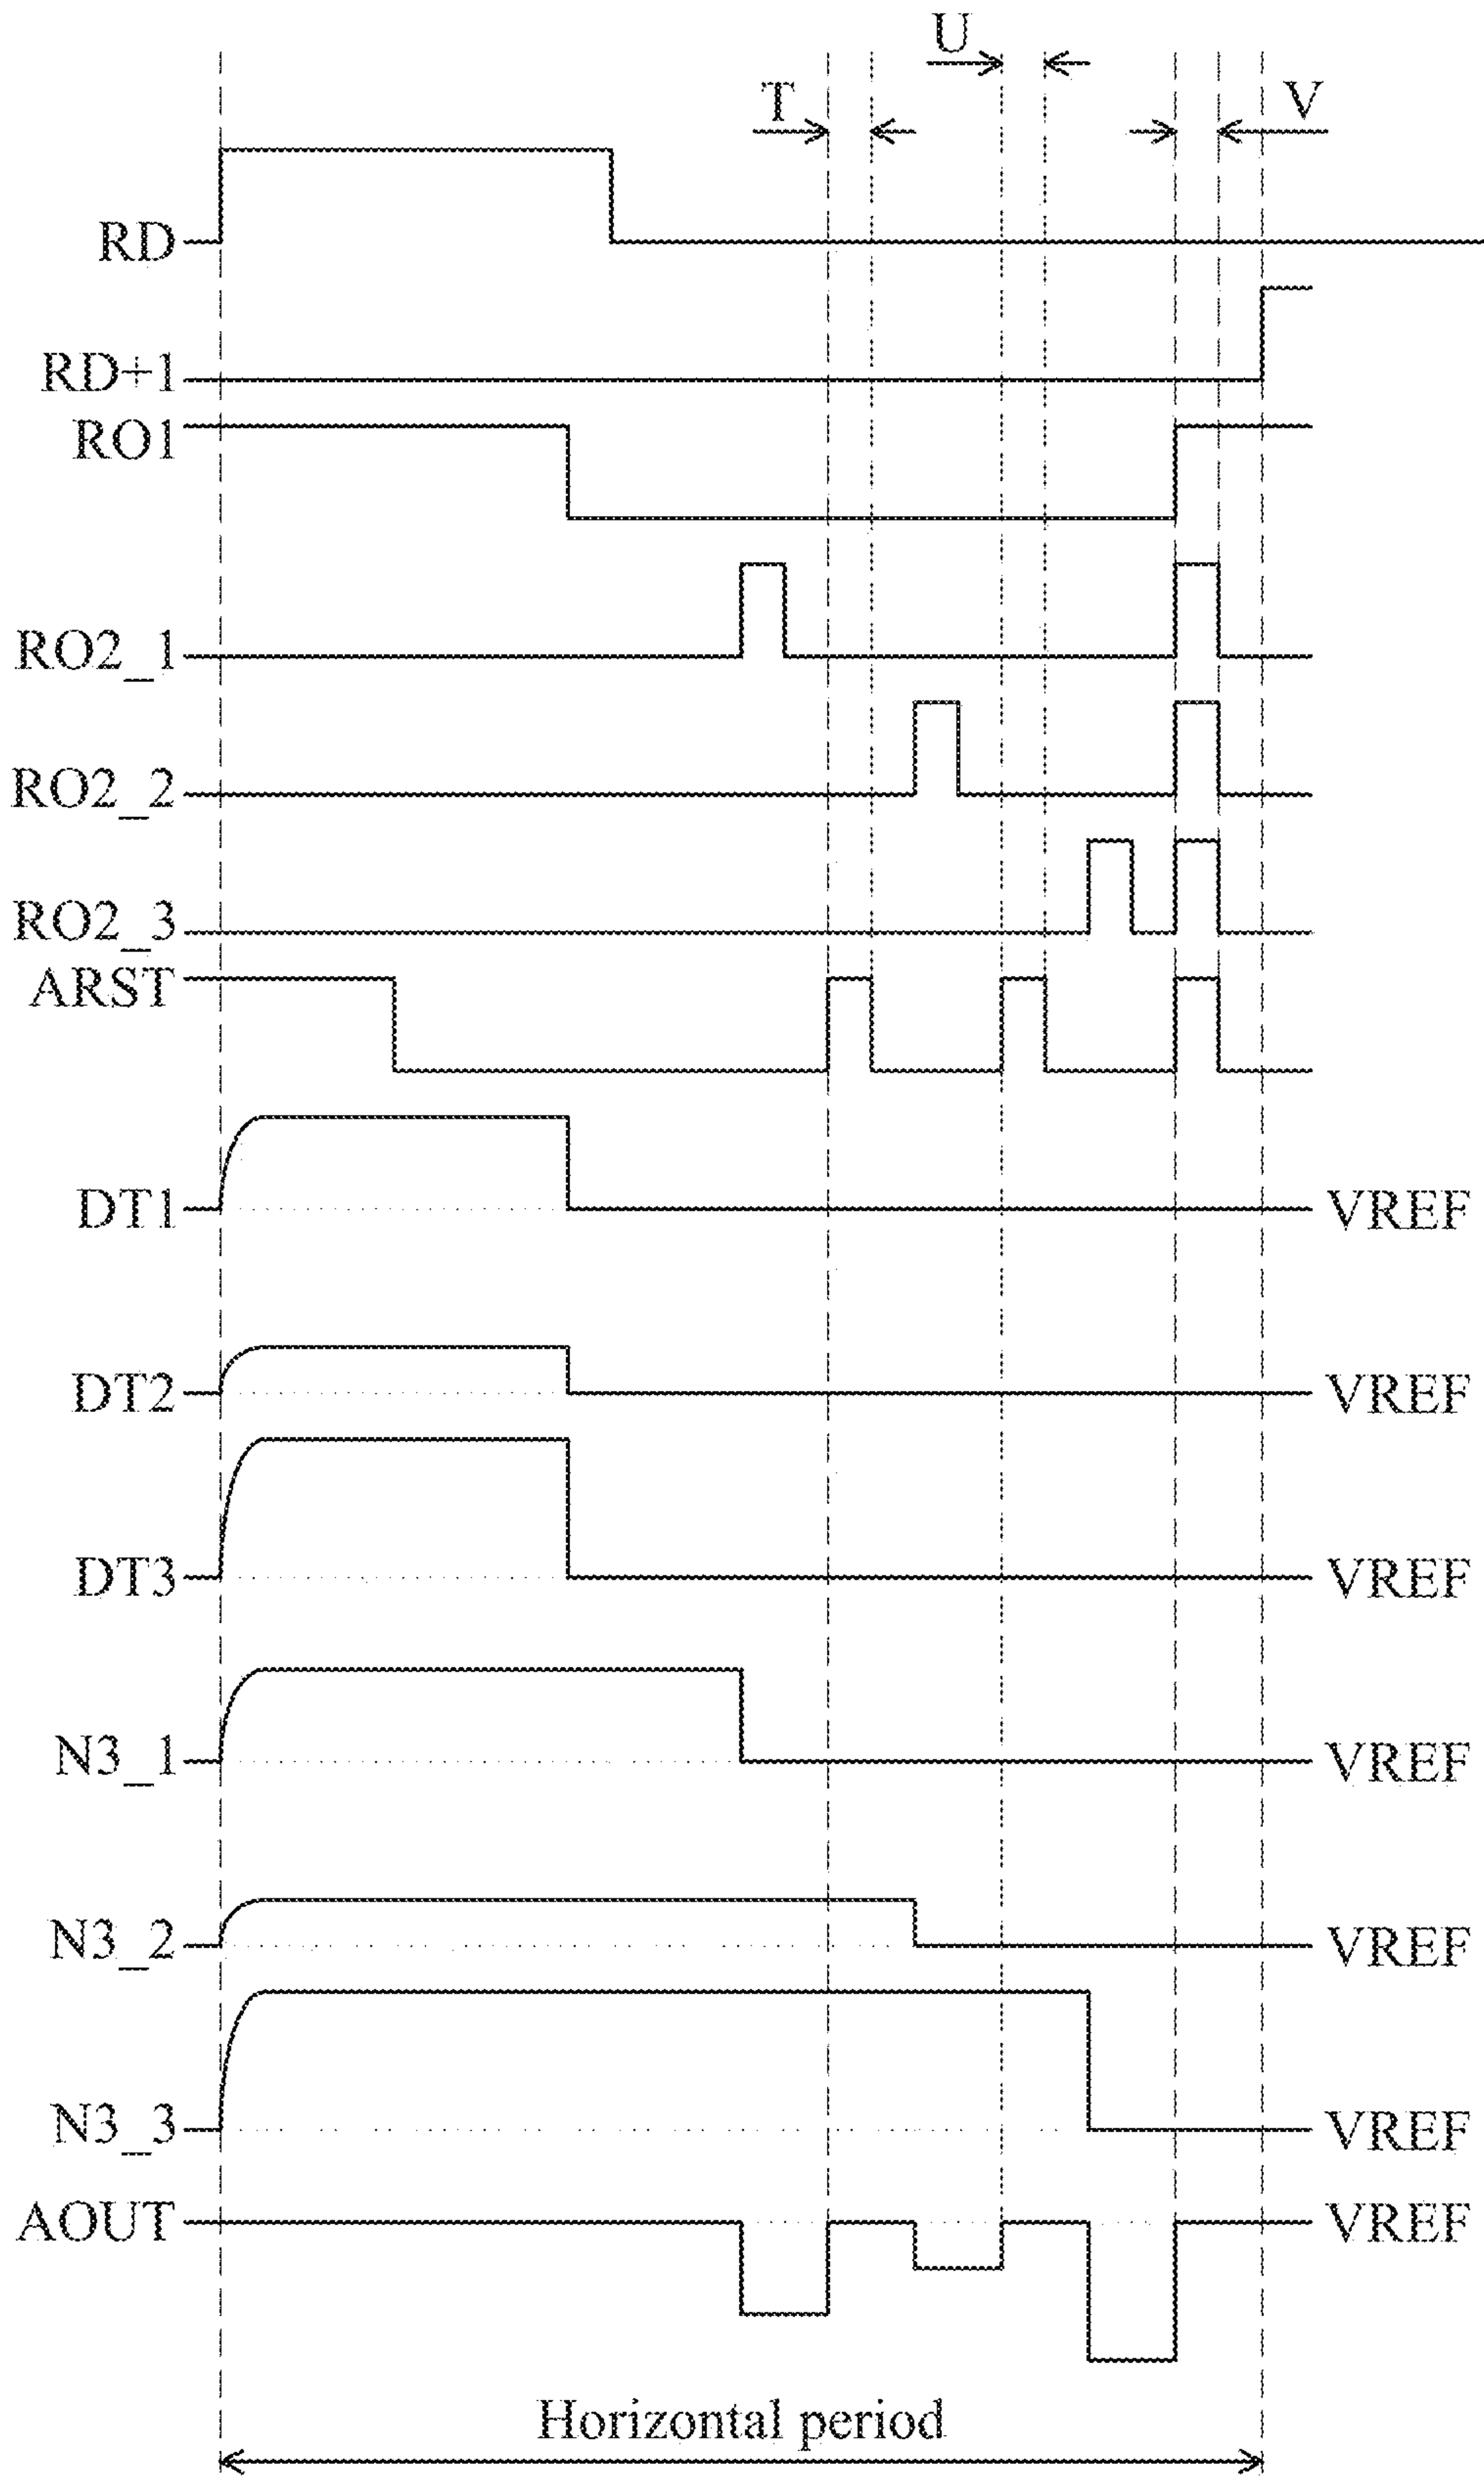 U
T
V
RD
RD+1
RO1
RO2_1
RO2_2
RO2_3
ARST
DT1 VREF
DT2 VREF
DT3 VREF
N3_1 VREF
N3_2 VREF
N3_3 VREF
AOUT VREF
Horizontal period